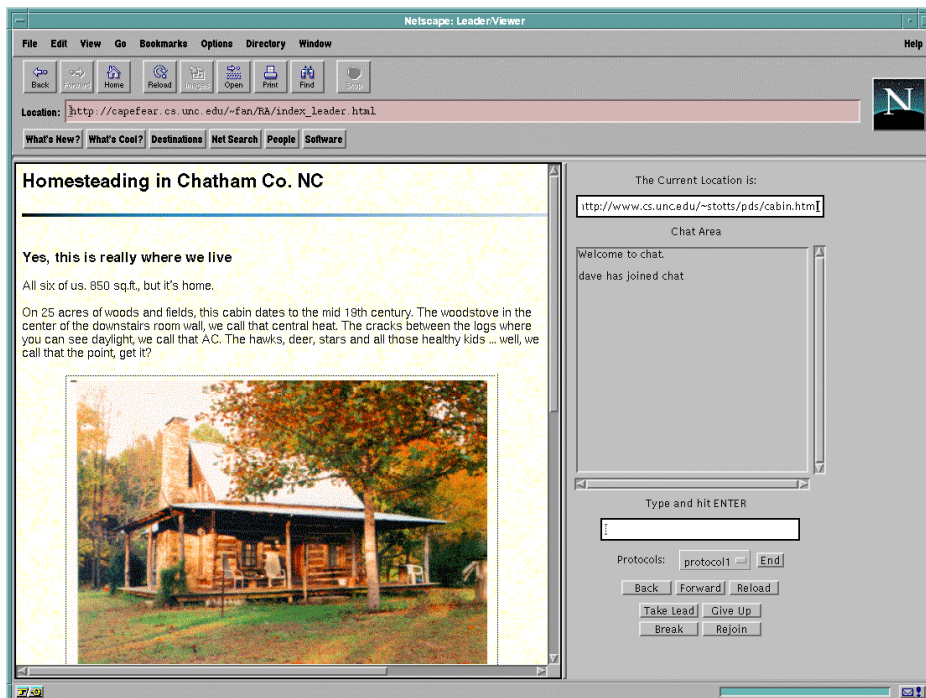 Netscape: Leader/Viewer
File Edit View Go Bookmarks Options Directory Window Help
Back Forward Home Reload Images Open Print Find Stop
Location: http://capefear.cs.unc.edu/~fan/RA/index_leader.html
N
What's New? What's Cool? Destinations Net Search People Software
Homesteading in Chatham Co. NC
Yes, this is really where we live
All six of us. 850 sq.ft., but it's home.
On 25 acres of woods and fields, this cabin dates to the mid 19th century. The woodstove in the
center of the downstairs room wall, we call that central heat. The cracks between the logs where
you can see daylight, we call that AC. The hawks, deer, stars and all those healthy kids ... well, we
call that the point, get it?
The Current Location is:
http://www.cs.unc.edu/~stotts/pds/cabin.html
Chat Area
Welcome to chat.
dave has joined chat
Type and hit ENTER
Protocols: protocol1 End
Back Forward Reload
Take Lead Give Up
Break Rejoin